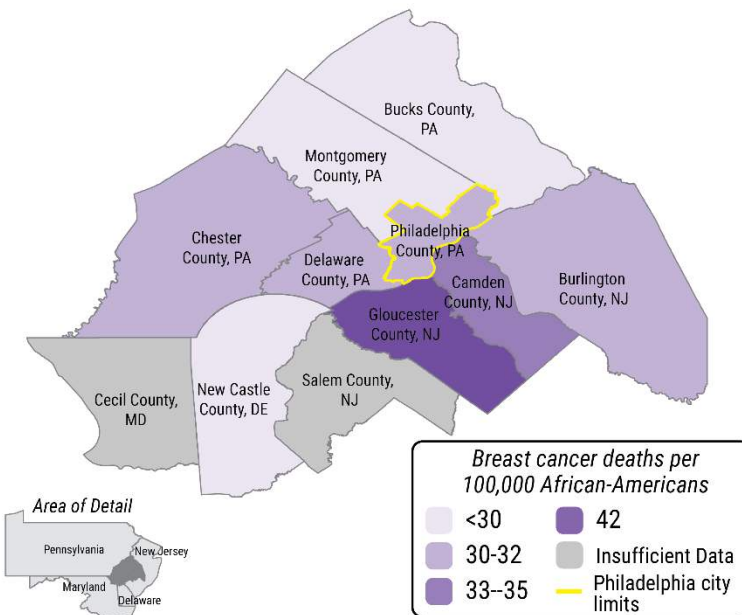 Bucks County,
PA
Montgomery
County, PA
Philadelphia
County, PA
Chester
County, PA
Delaware
County, PA
Camden
County, NJ
Burlington
County, NJ
Gloucester
County, NJ
Cecil County,
MD
New Castle
County, DE
Salem County,
NJ
Breast cancer deaths per
100,000 African-Americans
<30
42
30-32
Insufficient Data
33--35
Philadelphia city
limits
Area of Detail
Pennsylvania
New Jersey
Maryland
Delaware